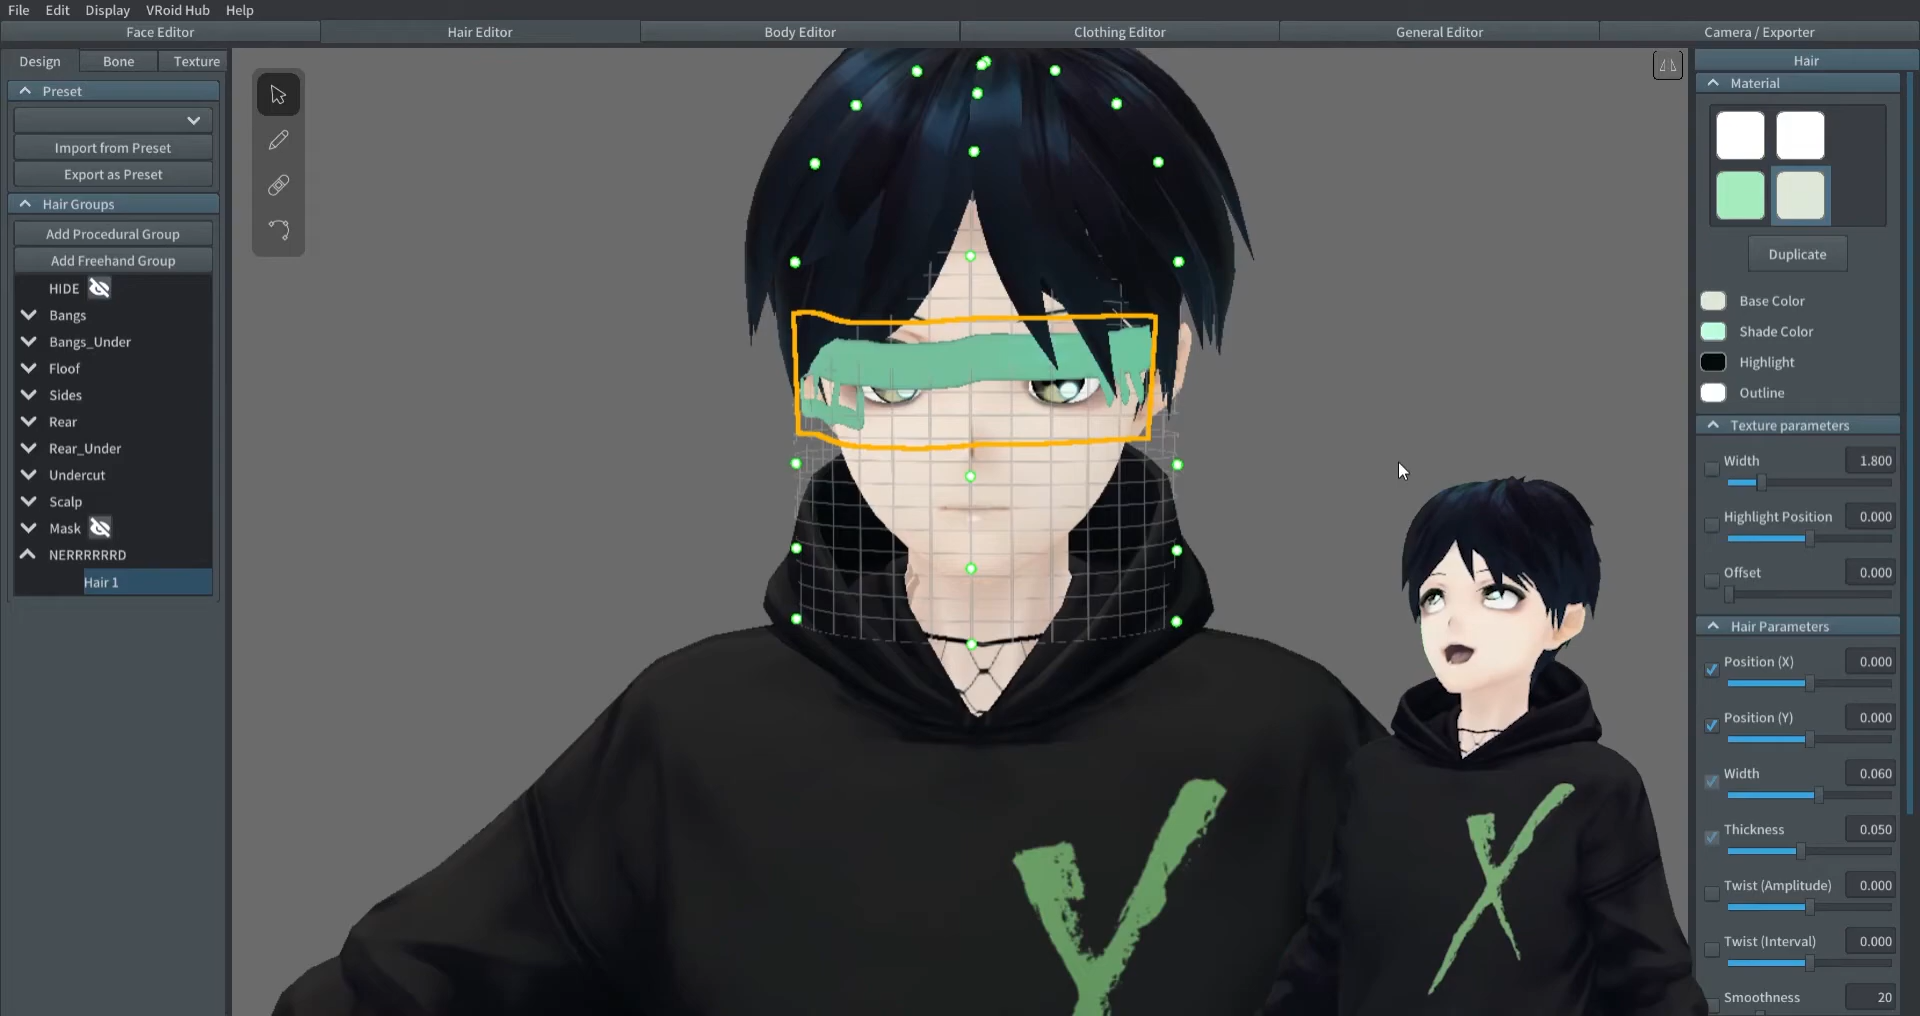 File Edit Display VRoid Hub Help
Face Editor Hair Editor Body Editor Clothing Editor General Editor Camera / Exporter
Design Bone Texture
Preset
Import from Preset
Export as Preset
Hair Groups
Add Procedural Group
Add Freehand Group
HIDE
Bangs
Bangs_Under
Floof
Sides
Rear
Rear_Under
Undercut
Scalp
Mask
NERRRRRRD
Hair 1
Hair
Material
Duplicate
Base Color
Shade Color
Highlight
Outline
Texture parameters
Width 1.800
Highlight Position 0.000
Offset 0.000
Hair Parameters
Position (X) 0.000
Position (Y) 0.000
Width 0.060
Thickness 0.050
Twist (Amplitude) 0.000
Twist (Interval) 0.000
Smoothness 20
X